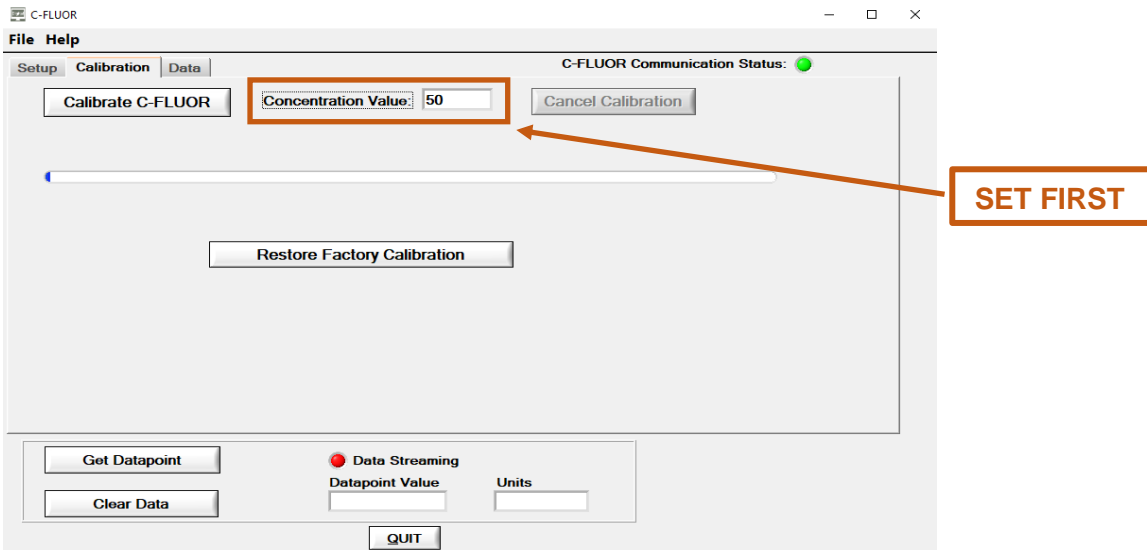 C-FLUOR
File Help
Setup Calibration Data
C-FLUOR Communication Status:
Calibrate C-FLUOR
Concentration Value: 50
Cancel Calibration
SET FIRST
Restore Factory Calibration
Get Datapoint
Data Streaming
Datapoint Value Units
Clear Data
QUIT